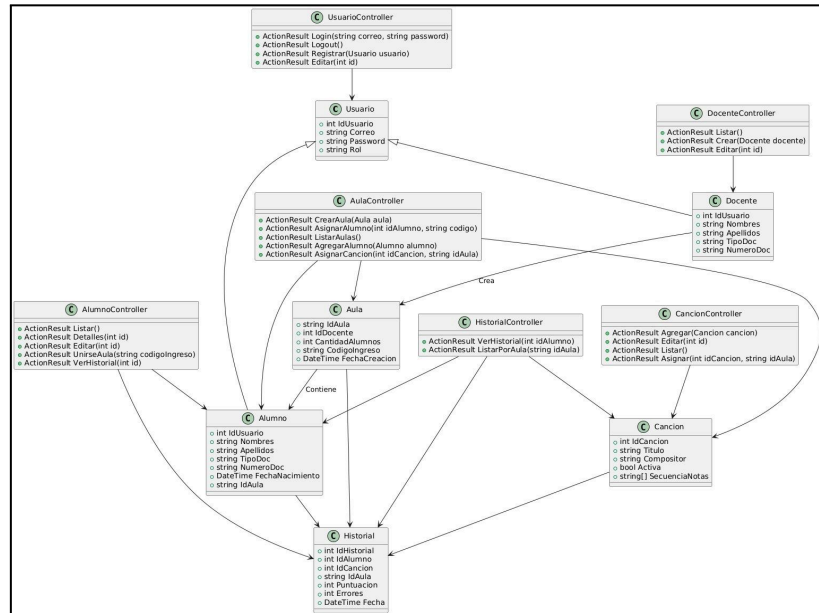 C UsuarioController
ActionResult Login(string correo, string password)
ActionResult Logout()
ActionResult Registrar(Usuario usuario)
ActionResult Editar(int id)
C Usuario
int IdUsuario
string Correo
string Password
string Rol
C DocenteController
ActionResult Listar()
ActionResult Crear(Docente docente)
ActionResult Editar(int id)
C AulaController
ActionResult CrearAula(Aula aula)
ActionResult AsignarAlumno(int idAlumno, string codigo)
ActionResult ListarAulas()
ActionResult AgregarAlumno(Alumno alumno)
ActionResult AsignarCancion(int idCancion, string idAula)
C Docente
int IdUsuario
string Nombres
string Apellidos
string TipoDoc
string NumeroDoc
Crea
C AlumnoController
ActionResult Listar()
ActionResult Detalles(int id)
ActionResult Editar(int id)
ActionResult UnirseAula(string codigoIngreso)
ActionResult VerHistorial(int id)
C Aula
string IdAula
int IdDocente
int CantidadAlumnos
string CodigoIngreso
DateTime FechaCreacion
C HistorialController
ActionResult VerHistorial(int idAlumno)
ActionResult ListarPorAula(string idAula)
C CancionController
ActionResult Agregar(Cancion cancion)
ActionResult Editar(int id)
ActionResult Listar()
ActionResult Asignar(int idCancion, string idAula)
Contiene
C Alumno
int IdUsuario
string Nombres
string Apellidos
string TipoDoc
string NumeroDoc
DateTime FechaNacimiento
string IdAula
C Cancion
int IdCancion
string Titulo
string Compositor
bool Activa
string[] SecuenciaNotas
C Historial
int IdHistorial
int IdAlumno
int IdCancion
string IdAula
int Puntuacion
int Errores
DateTime Fecha